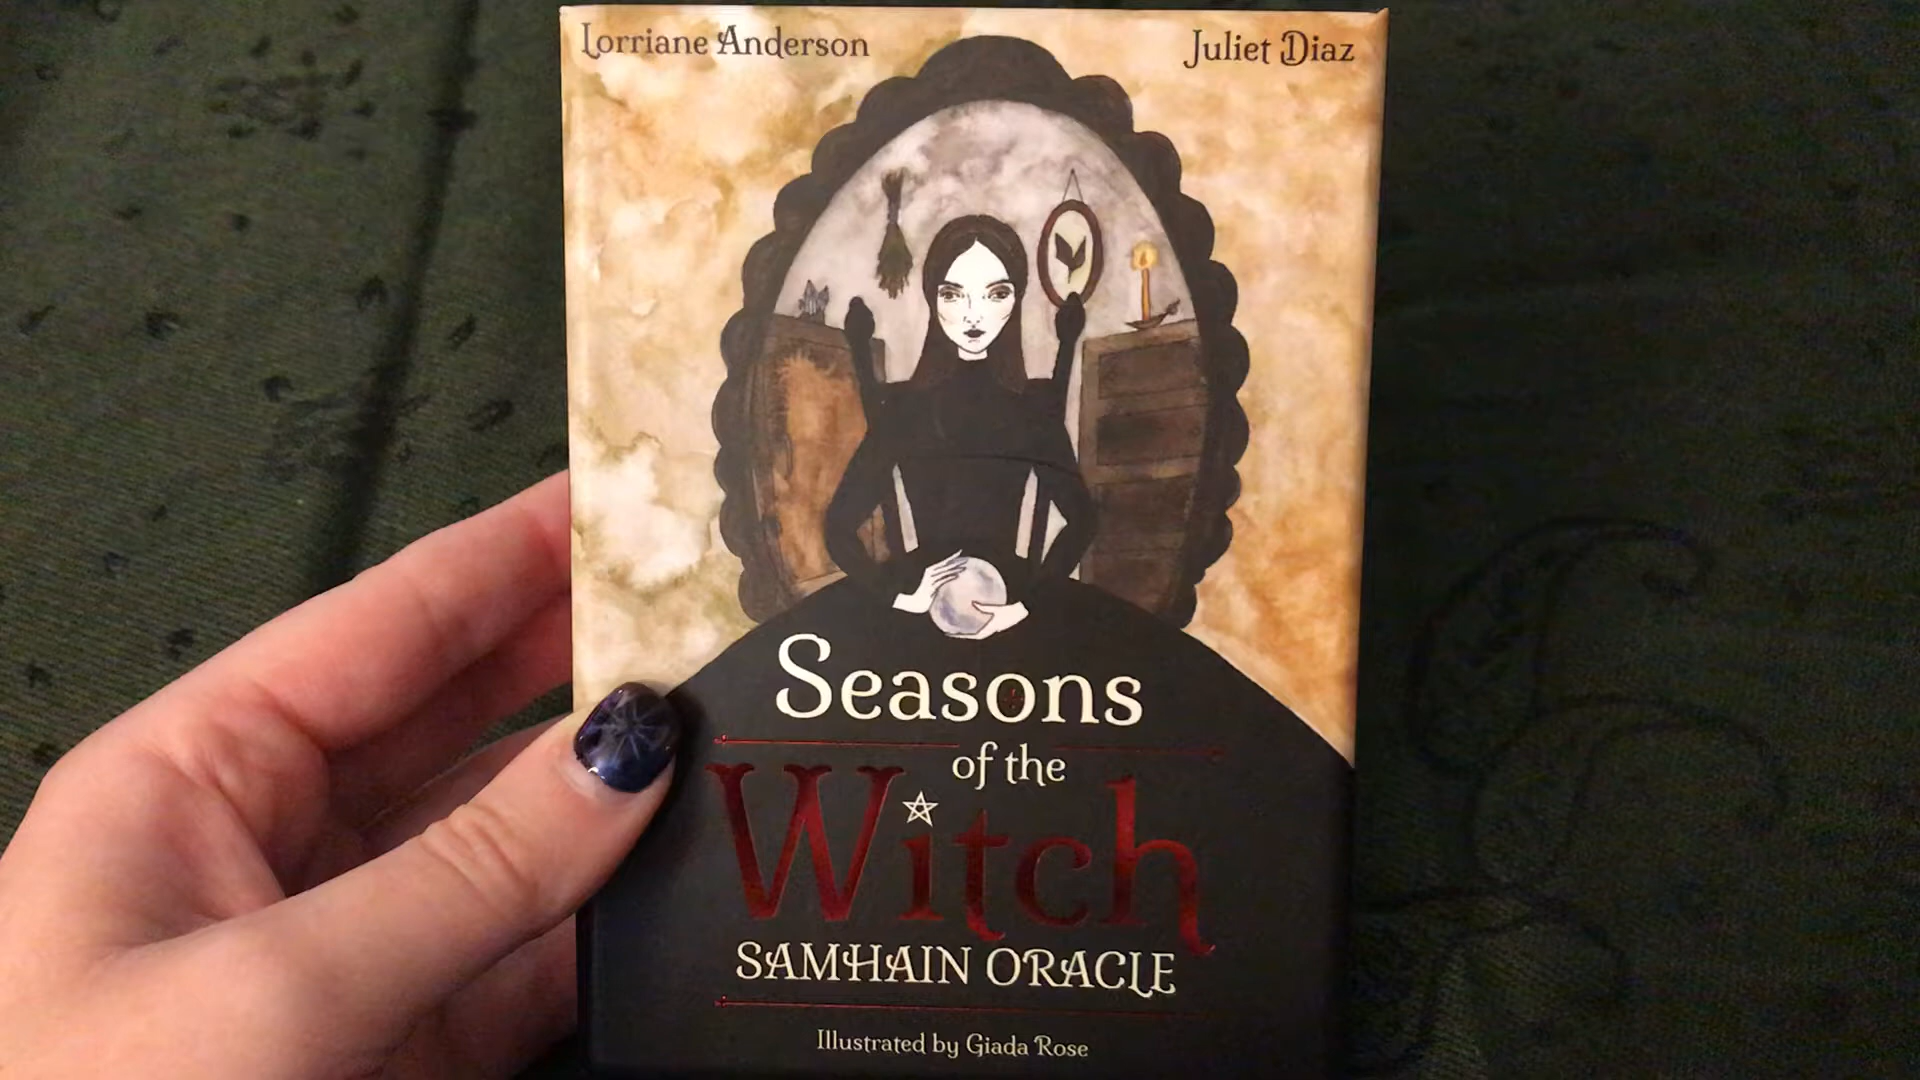 Lorriane Anderson
Juliet Diaz
Seasons
of the
Witch
SAMHAIN ORACLE
Illustrated by Giada Rose